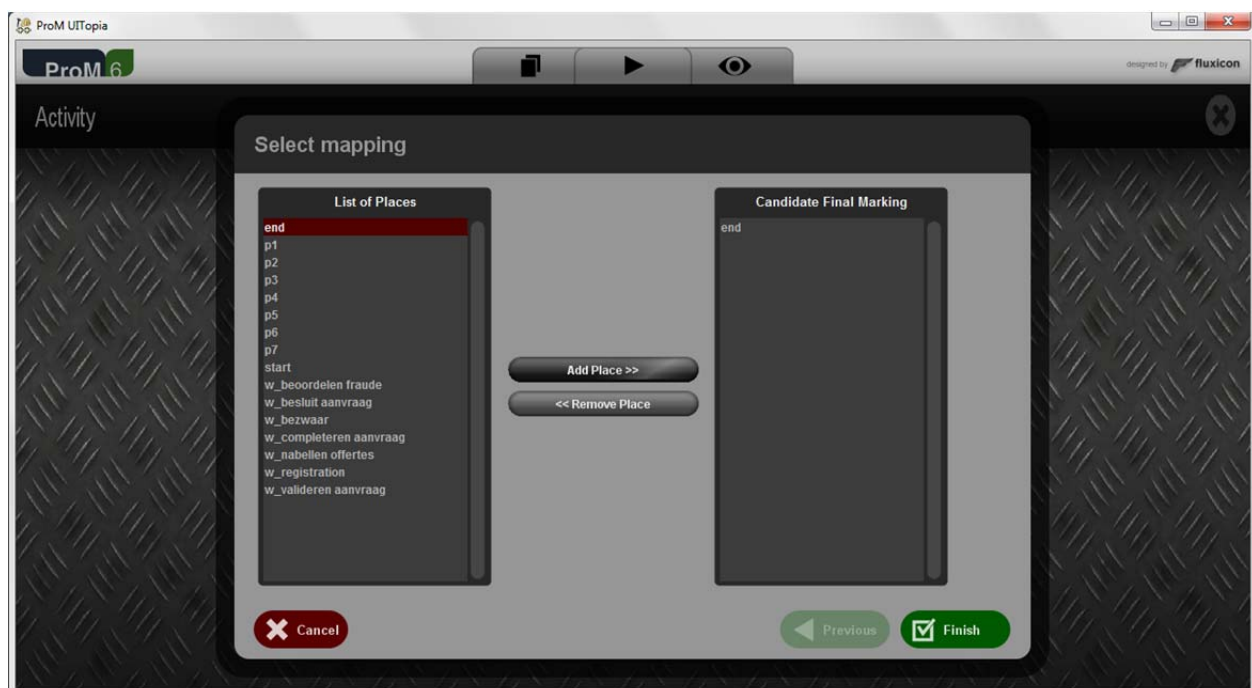 ProM UITopia
ProM 6
designed by fluxicon
Activity
Select mapping
List of Places
end
p1
p2
p3
p4
p5
p6
p7
start
w_beoordelen fraude
w_besluit aanvraag
w_bezwaar
w_completeren aanvraag
w_nabellen offertes
w_registration
w_valideren aanvraag
Add Place >>
<< Remove Place
Candidate Final Marking
end
Cancel
Previous
Finish